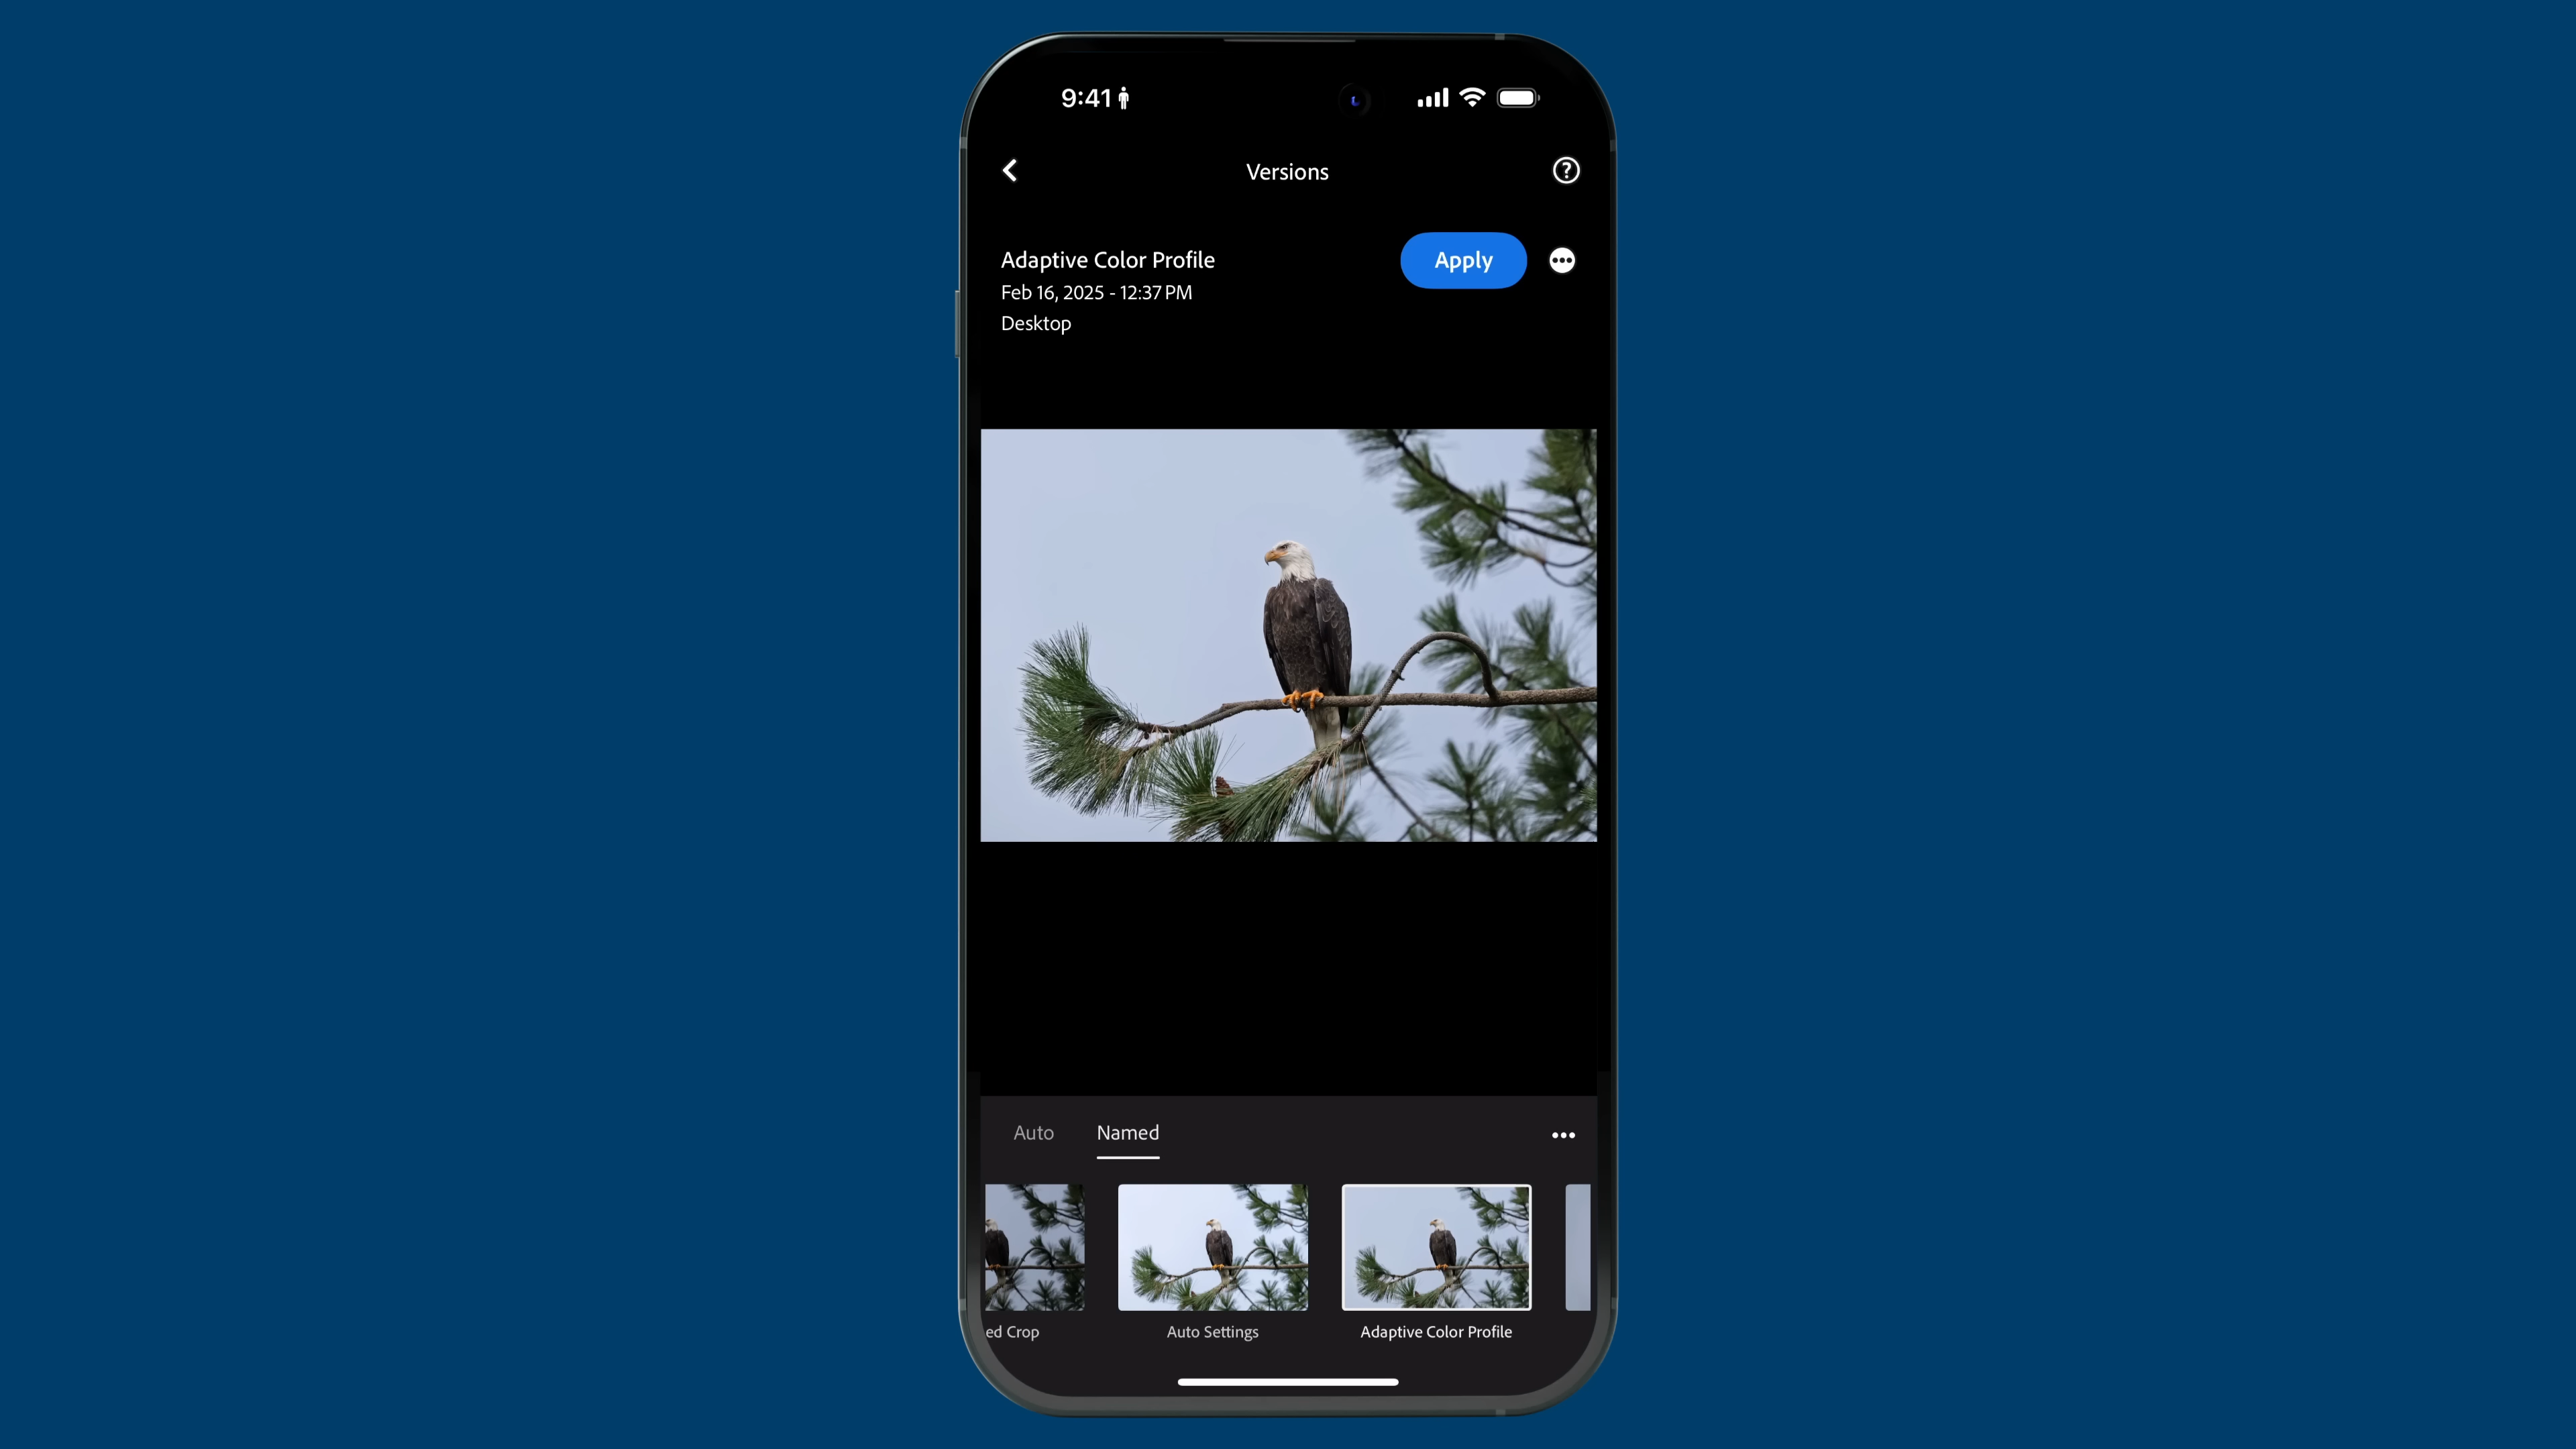 9:41
Versions
Adaptive Color Profile
Apply
Feb 16, 2025 - 12:37 PM
Desktop
Auto
Named
ed Crop
Auto Settings
Adaptive Color Profile